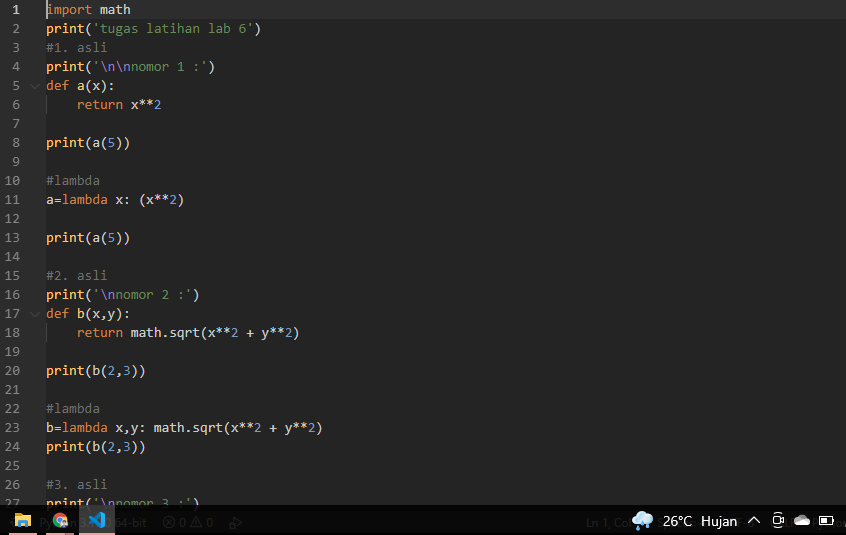 1 import math
2 print('tugas latihan lab 6')
3 #1. asli
4 print('\n\nnomor 1 :')
5 def a(x):
6     return x**2
7
8 print(a(5))
9
10 #lambda
11 a=lambda x: (x**2)
12
13 print(a(5))
14
15 #2. asli
16 print('\nnomor 2 :')
17 def b(x,y):
18     return math.sqrt(x**2 + y**2)
19
20 print(b(2,3))
21
22 #lambda
23 b=lambda x,y: math.sqrt(x**2 + y**2)
24 print(b(2,3))
25
26 #3. asli
27 print('\nnomor 3 :')
64-bit 0 0 Ln 1,
26°C Hujan